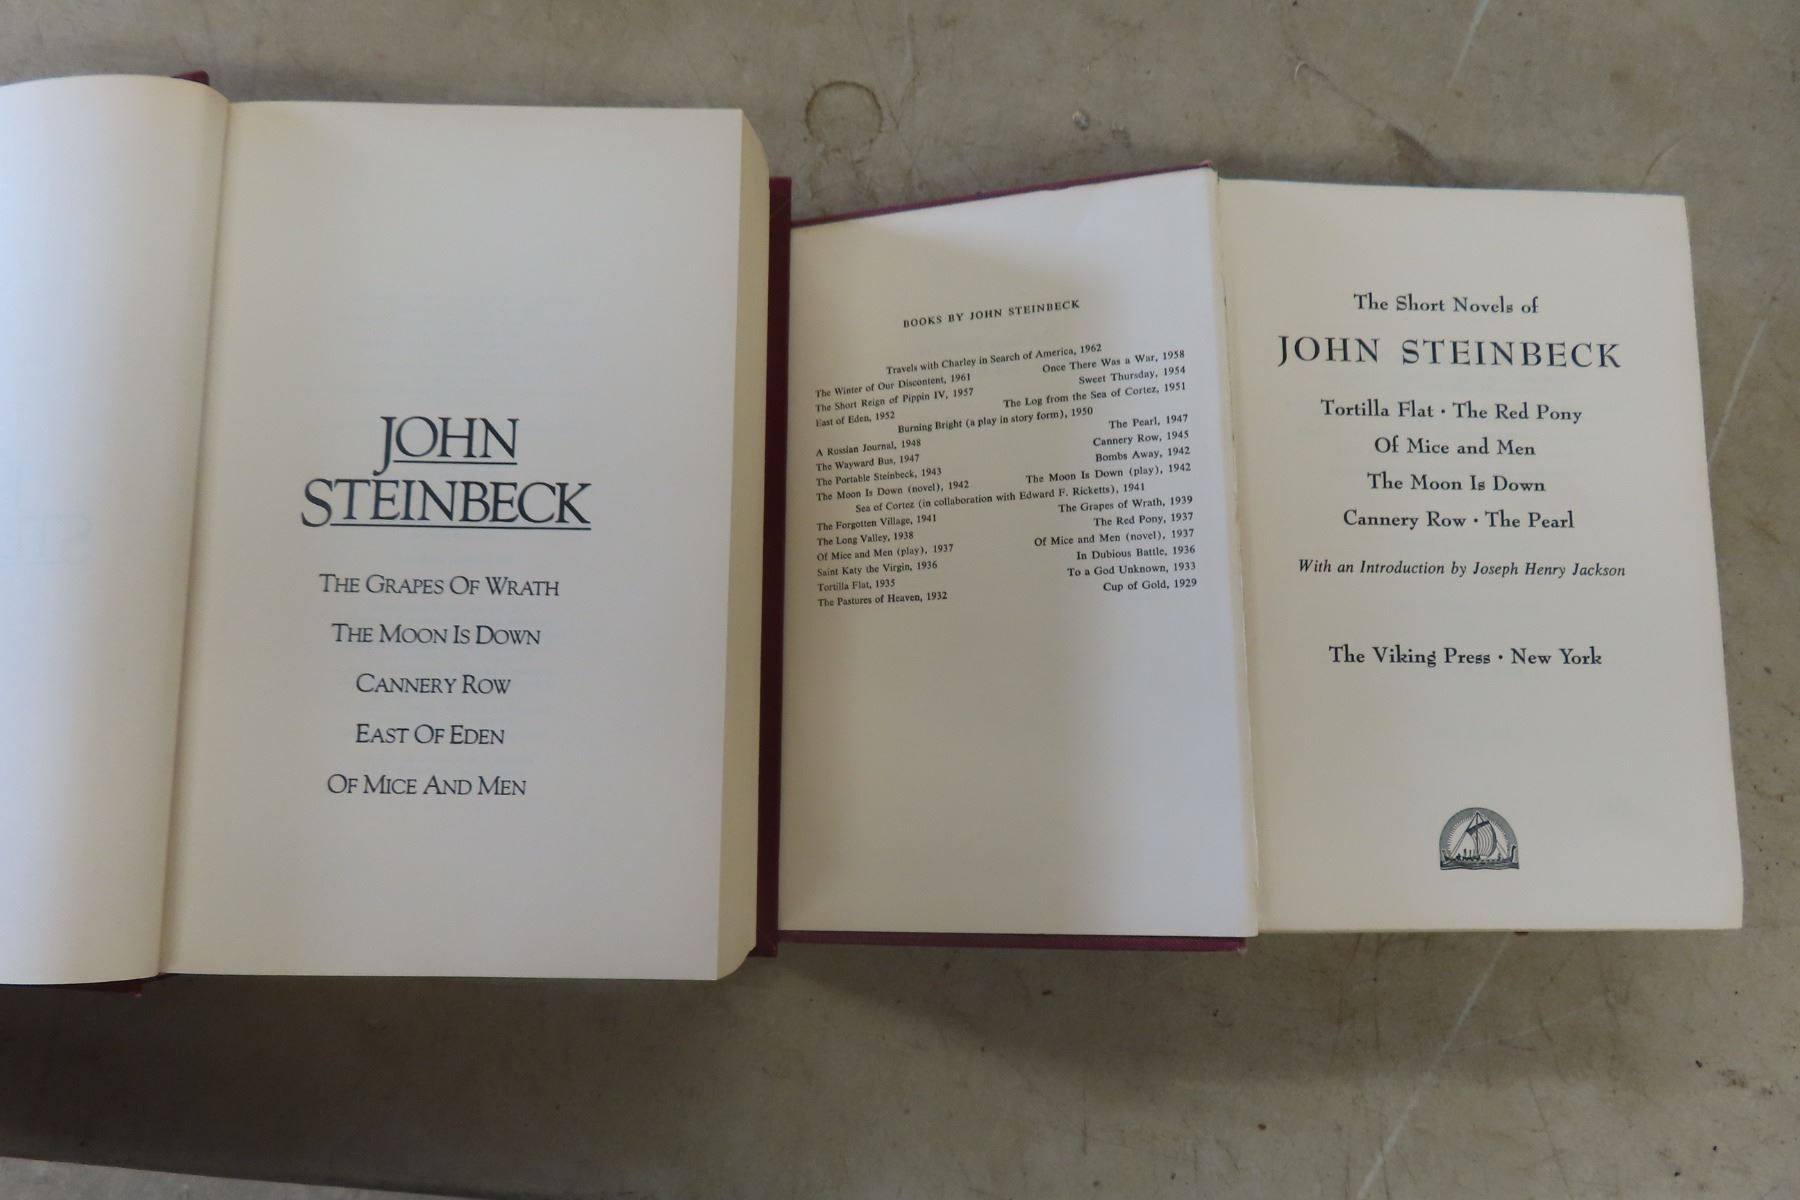 JOHN
STEINBECK
THE GRAPES OF WRATH
THE MOON IS DOWN
CANNERY ROW
EAST OF EDEN
OF MICE AND MEN
BOOKS BY JOHN STEINBECK
Travels with Charley in Search of America, 1962
The Winter of Our Discontent, 1961 Once There Was a War, 1958
The Short Reign of Pippin IV, 1957 Sweet Thursday, 1954
East of Eden, 1952 The Log from the Sea of Cortez, 1951
Burning Bright (a play in story form), 1950
A Russian Journal, 1948 The Pearl, 1947
The Wayward Bus, 1947 Cannery Row, 1945
The Portable Steinbeck, 1943 Bombs Away, 1942
The Moon Is Down (novel), 1942 The Moon Is Down (play), 1942
Sea of Cortez (in collaboration with Edward F. Ricketts), 1941
The Forgotten Village, 1941 The Grapes of Wrath, 1939
The Long Valley, 1938 The Red Pony, 1937
Of Mice and Men (play), 1937 Of Mice and Men (novel), 1937
Saint Katy the Virgin, 1936 In Dubious Battle, 1936
Tortilla Flat, 1935 To a God Unknown, 1933
The Pastures of Heaven, 1932 Cup of Gold, 1929
The Short Novels of
JOHN STEINBECK
Tortilla Flat · The Red Pony
Of Mice and Men
The Moon Is Down
Cannery Row · The Pearl
With an Introduction by Joseph Henry Jackson
The Viking Press · New York